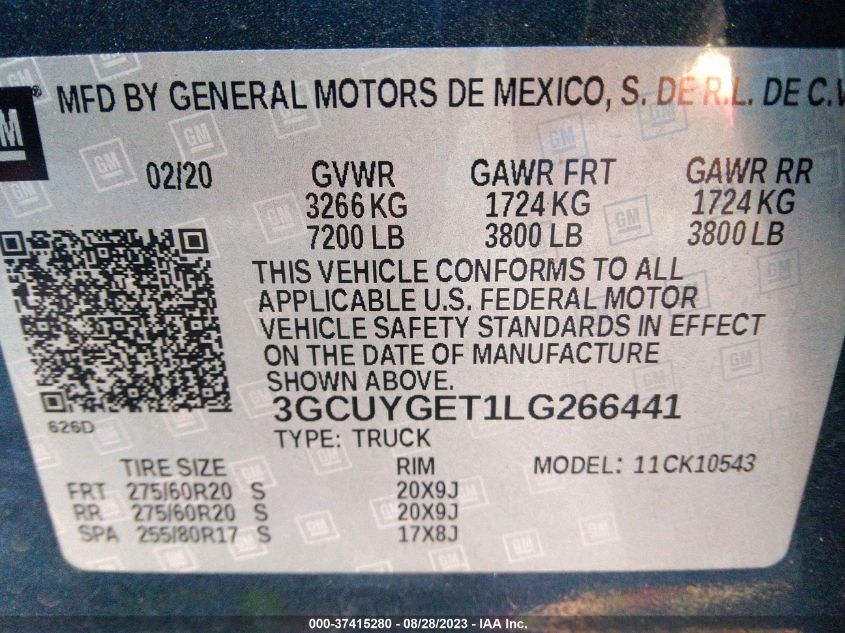 GM ® MFD BY GENERAL MOTORS DE MEXICO, S. DE R.L. DE C.V
02/20 GVWR GAWR FRT GAWR RR
3266 KG 1724 KG 1724 KG
7200 LB 3800 LB 3800 LB
THIS VEHICLE CONFORMS TO ALL
APPLICABLE U.S. FEDERAL MOTOR
VEHICLE SAFETY STANDARDS IN EFFECT
ON THE DATE OF MANUFACTURE
SHOWN ABOVE.
3GCUYGET1LG266441
626D
TYPE: TRUCK
TIRE SIZE RIM MODEL: 11CK10543
FRT 275/60R20 S 20X9J
RR 275/60R20 S 20X9J
SPA 255/80R17 S 17X8J
000-37415280 - 08/28/2023 - IAA Inc.